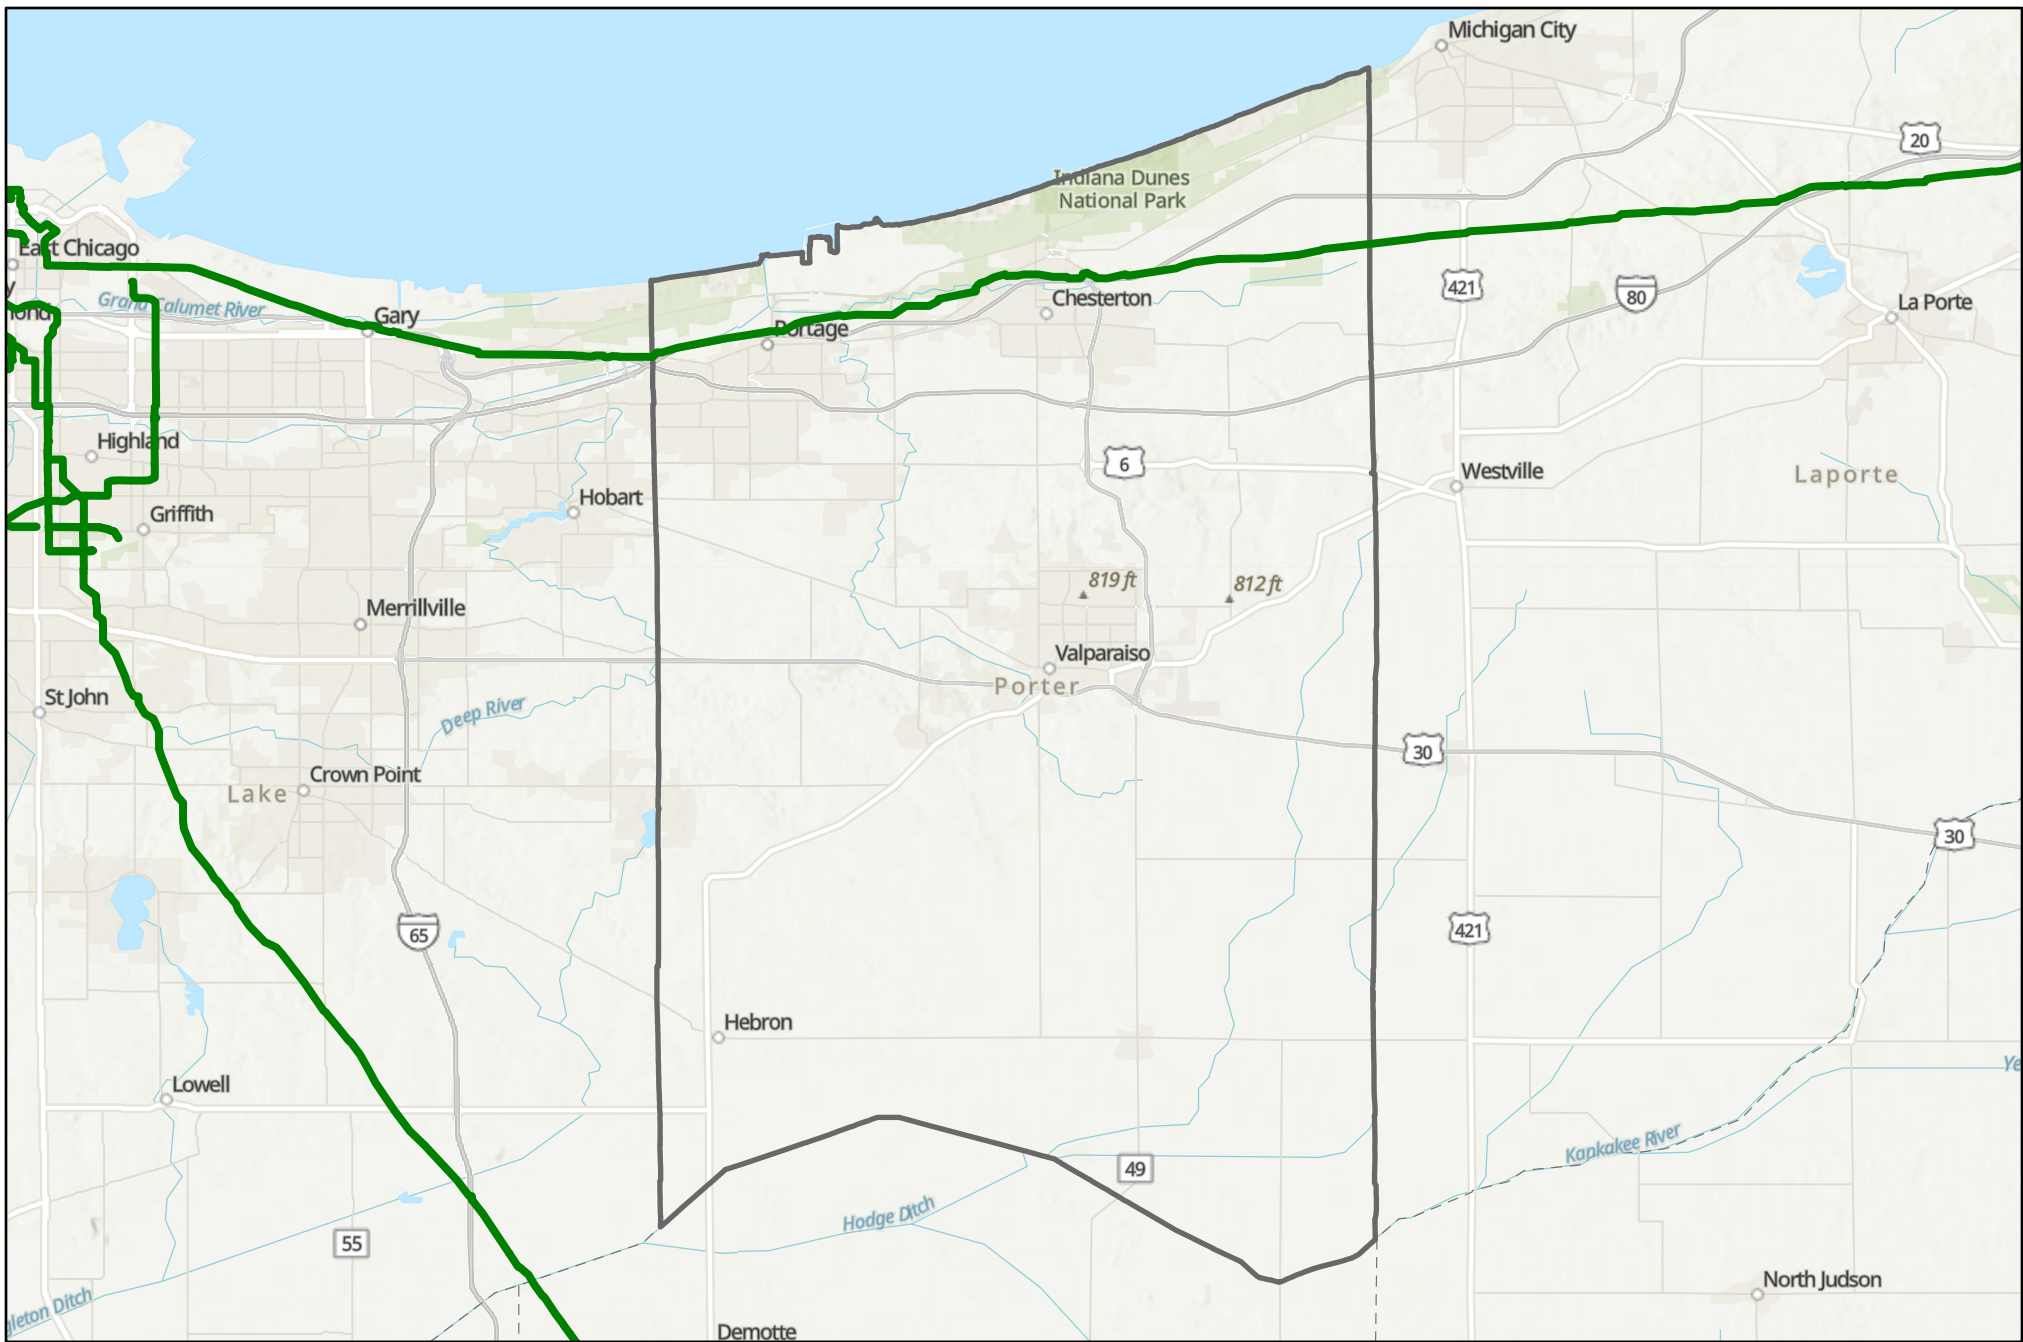 Michigan City
20
Indiana Dunes
National Park
East Chicago
Grand Calumet River
Gary
421
80
Chesterton
La Porte
Portage
Highland
6
Westville
Laporte
Hobart
Griffith
819 ft
812 ft
Merrillville
Valparaiso
Porter
St John
Deep River
30
Crown Point
Lake
30
65
421
Hebron
Lowell
Kankakee River
49
Hodge Ditch
55
North Judson
gleton Ditch
Demotte